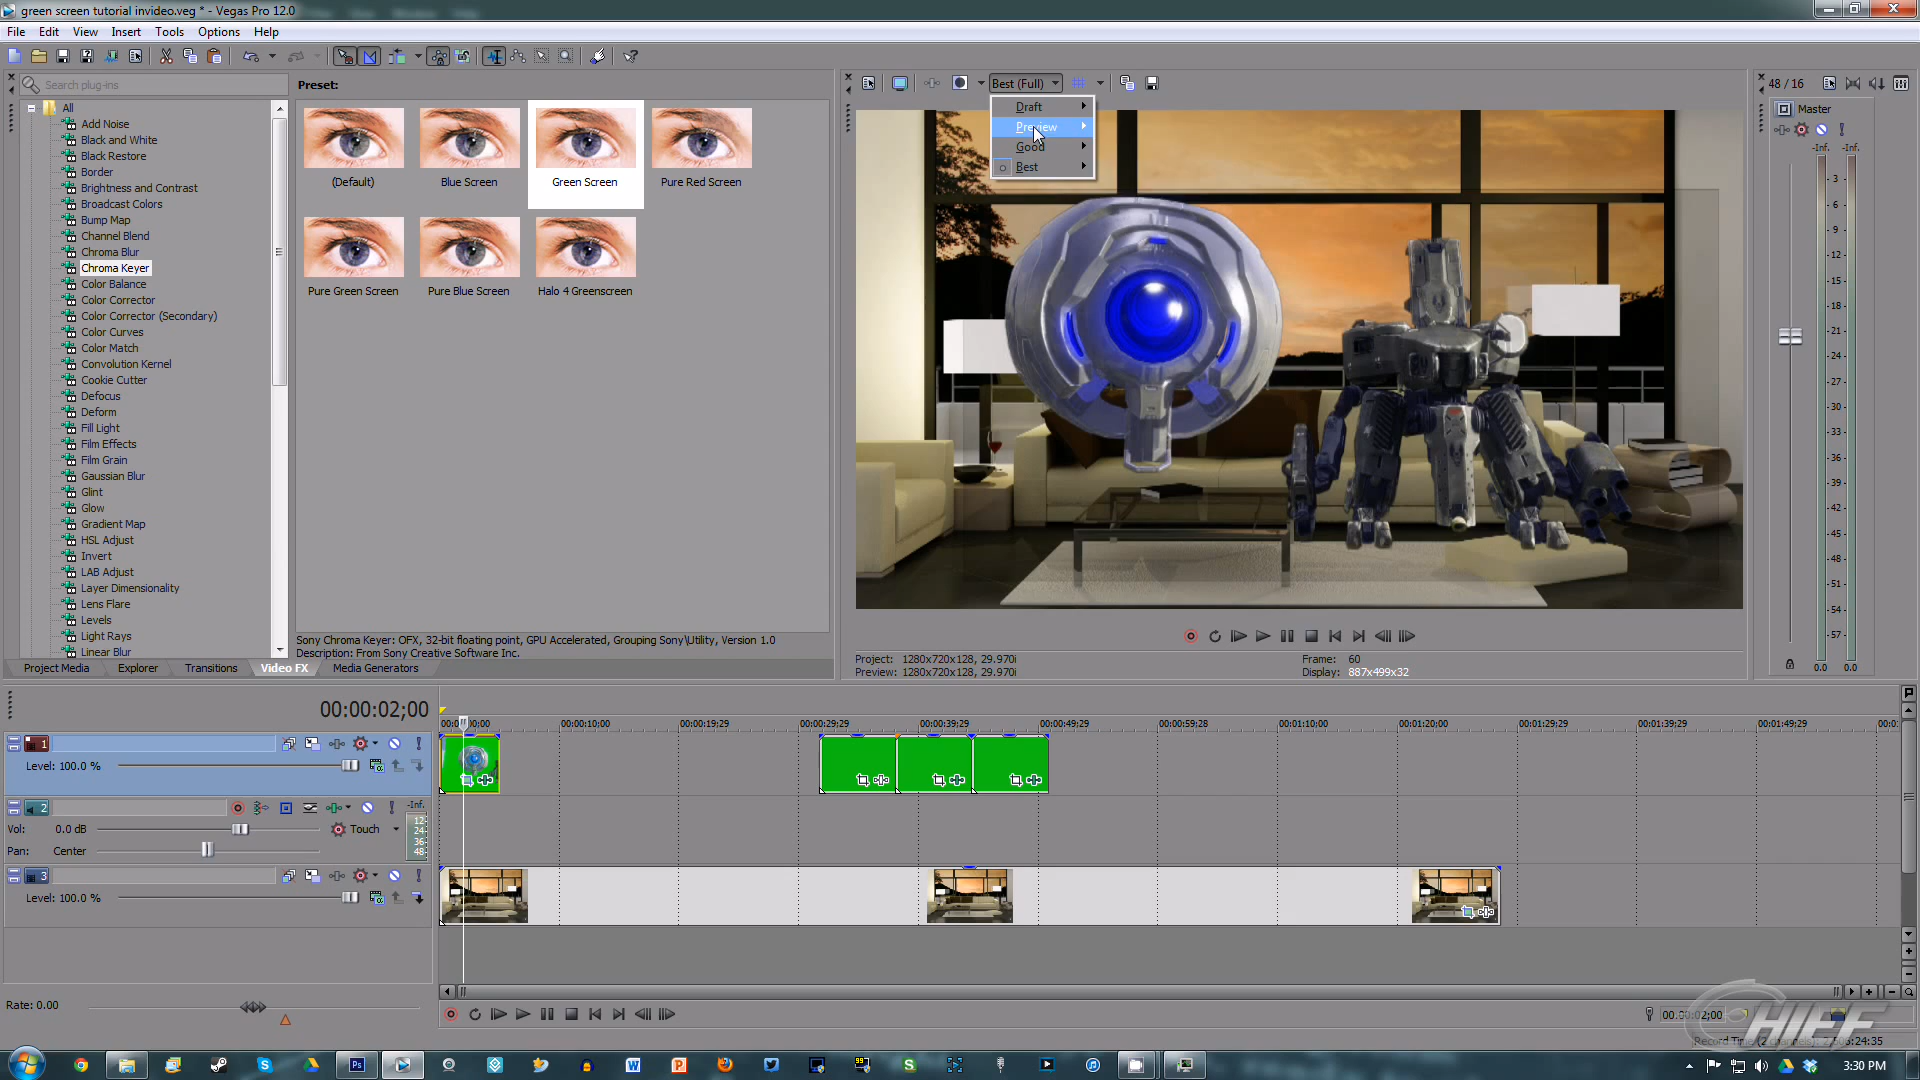 green screen tutorial invideo.veg * - Vegas Pro 12.0
File Edit View Insert Tools Options Help
Search plug-ins
Preset:
All
Add Noise
Black and White
Black Restore
Border
Brightness and Contrast
Broadcast Colors
Bump Map
Channel Blend
Chroma Blur
Chroma Keyer
Color Balance
Color Corrector
Color Corrector (Secondary)
Color Curves
Color Match
Convolution Kernel
Cookie Cutter
Defocus
Deform
Fill Light
Film Effects
Film Grain
Gaussian Blur
Glint
Glow
Gradient Map
HSL Adjust
Invert
LAB Adjust
Layer Dimensionality
Lens Flare
Levels
Light Rays
Linear Blur
(Default) Blue Screen Green Screen Pure Red Screen
Pure Green Screen Pure Blue Screen Halo 4 Greenscreen
Sony Chroma Keyer: OFX, 32-bit floating point, GPU Accelerated, Grouping Sony\Utility, Version 1.0
Description: From Sony Creative Software Inc.
Project Media Explorer Transitions Video FX Media Generators
Best (Full)
Draft
Preview
Good
Best
Project: 1280x720x128, 29.970i
Preview: 1280x720x128, 29.970i
Frame: 60
Display: 887x499x32
48 / 16
Master
-Inf. -Inf.
- 3 -
- 6 -
- 9 -
-12-
-15-
-18-
-21-
-24-
-27-
-30-
-33-
-36-
-39-
-42-
-45-
-48-
-51-
-54-
-57-
0.0 0.0
00:00:02;00
00:00:10;00 00:00:19;29 00:00:29;29 00:00:39;29 00:00:49;29 00:00:59;28 00:01:10;00 00:01:20;00 00:01:29;29 00:01:39;29 00:01:49;29 00:0
1
Level: 100.0 %
2
-Inf.
Vol: 0.0 dB Touch
12
24
36
48
Pan: Center
3
Level: 100.0 %
Rate: 0.00
00:00:02;00
HIFF
Record Time (2 channels):
3:30 PM